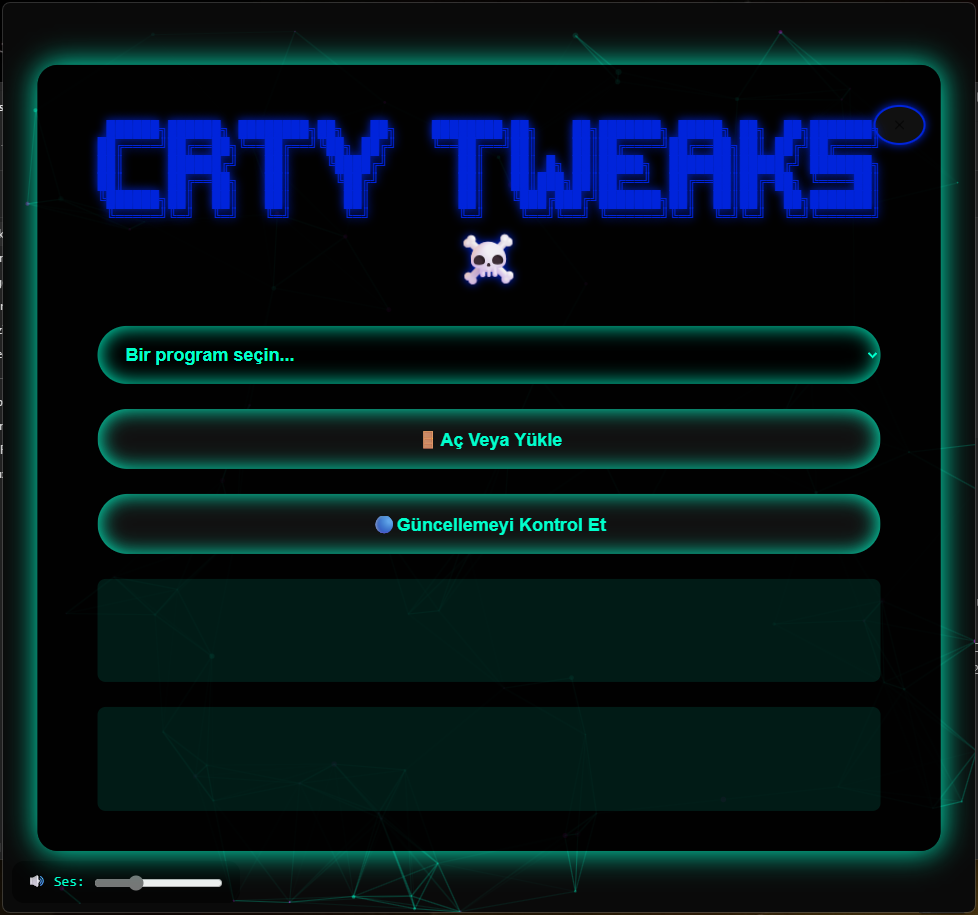 CRTY TWEAKS
Bir program seçin...
Aç Veya Yükle
Güncellemeyi Kontrol Et
Ses: